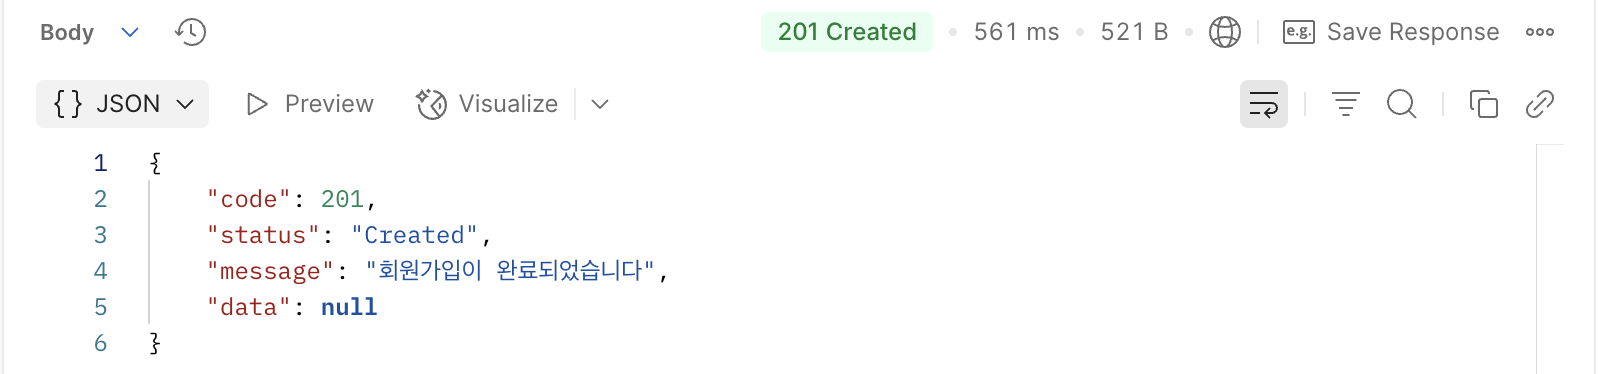 Body 201 Created 561 ms 521 B e.g. Save Response
{} JSON Preview Visualize
1 {
2 "code": 201,
3 "status": "Created",
4 "message": "회원가입이 완료되었습니다",
5 "data": null
6 }